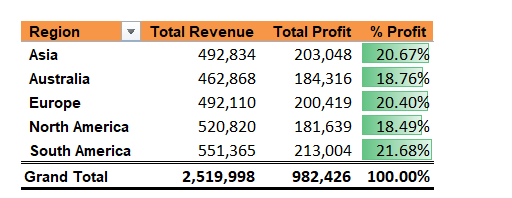 Region Total Revenue Total Profit % Profit
Asia 492,834 203,048 20.67%
Australia 462,868 184,316 18.76%
Europe 492,110 200,419 20.40%
North America 520,820 181,639 18.49%
South America 551,365 213,004 21.68%
Grand Total 2,519,998 982,426 100.00%